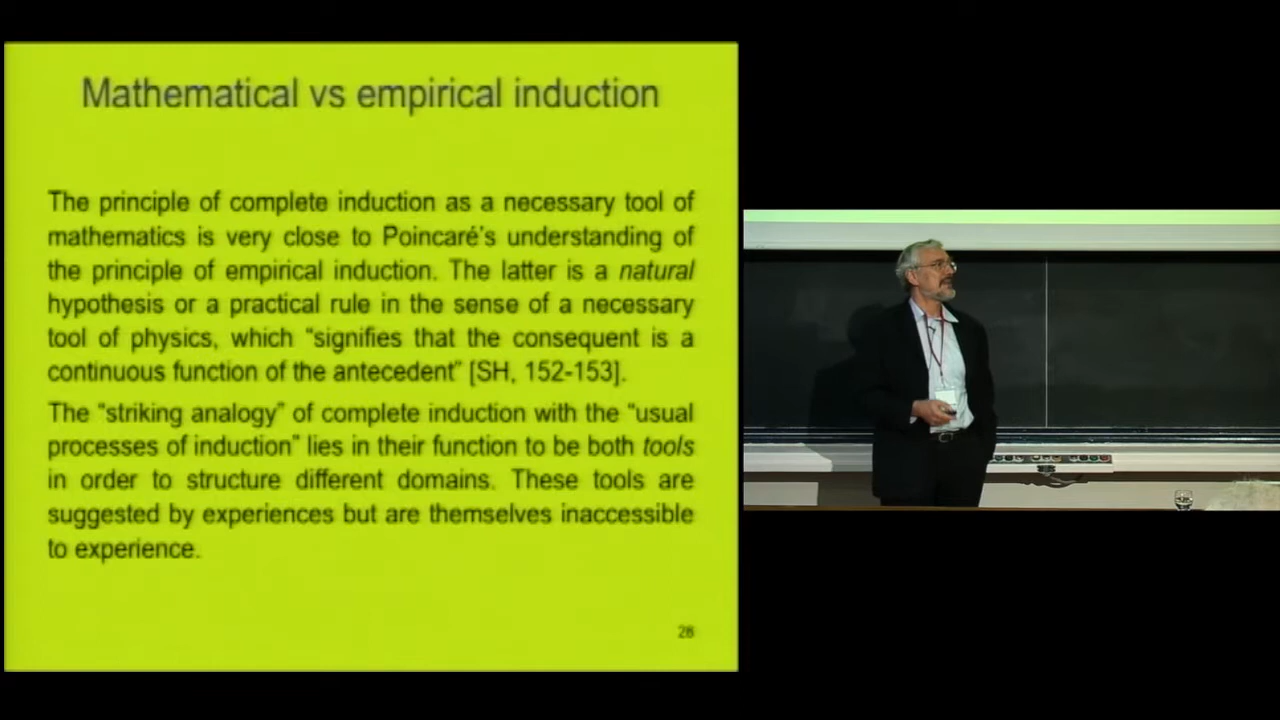 Mathematical vs empirical induction
The principle of complete induction as a necessary tool of
mathematics is very close to Poincaré's understanding of
the principle of empirical induction. The latter is a natural
hypothesis or a practical rule in the sense of a necessary
tool of physics, which “signifies that the consequent is a
continuous function of the antecedent” [SH, 152-153].
The “striking analogy” of complete induction with the “usual
processes of induction” lies in their function to be both tools
in order to structure different domains. These tools are
suggested by experiences but are themselves inaccessible
to experience.
28